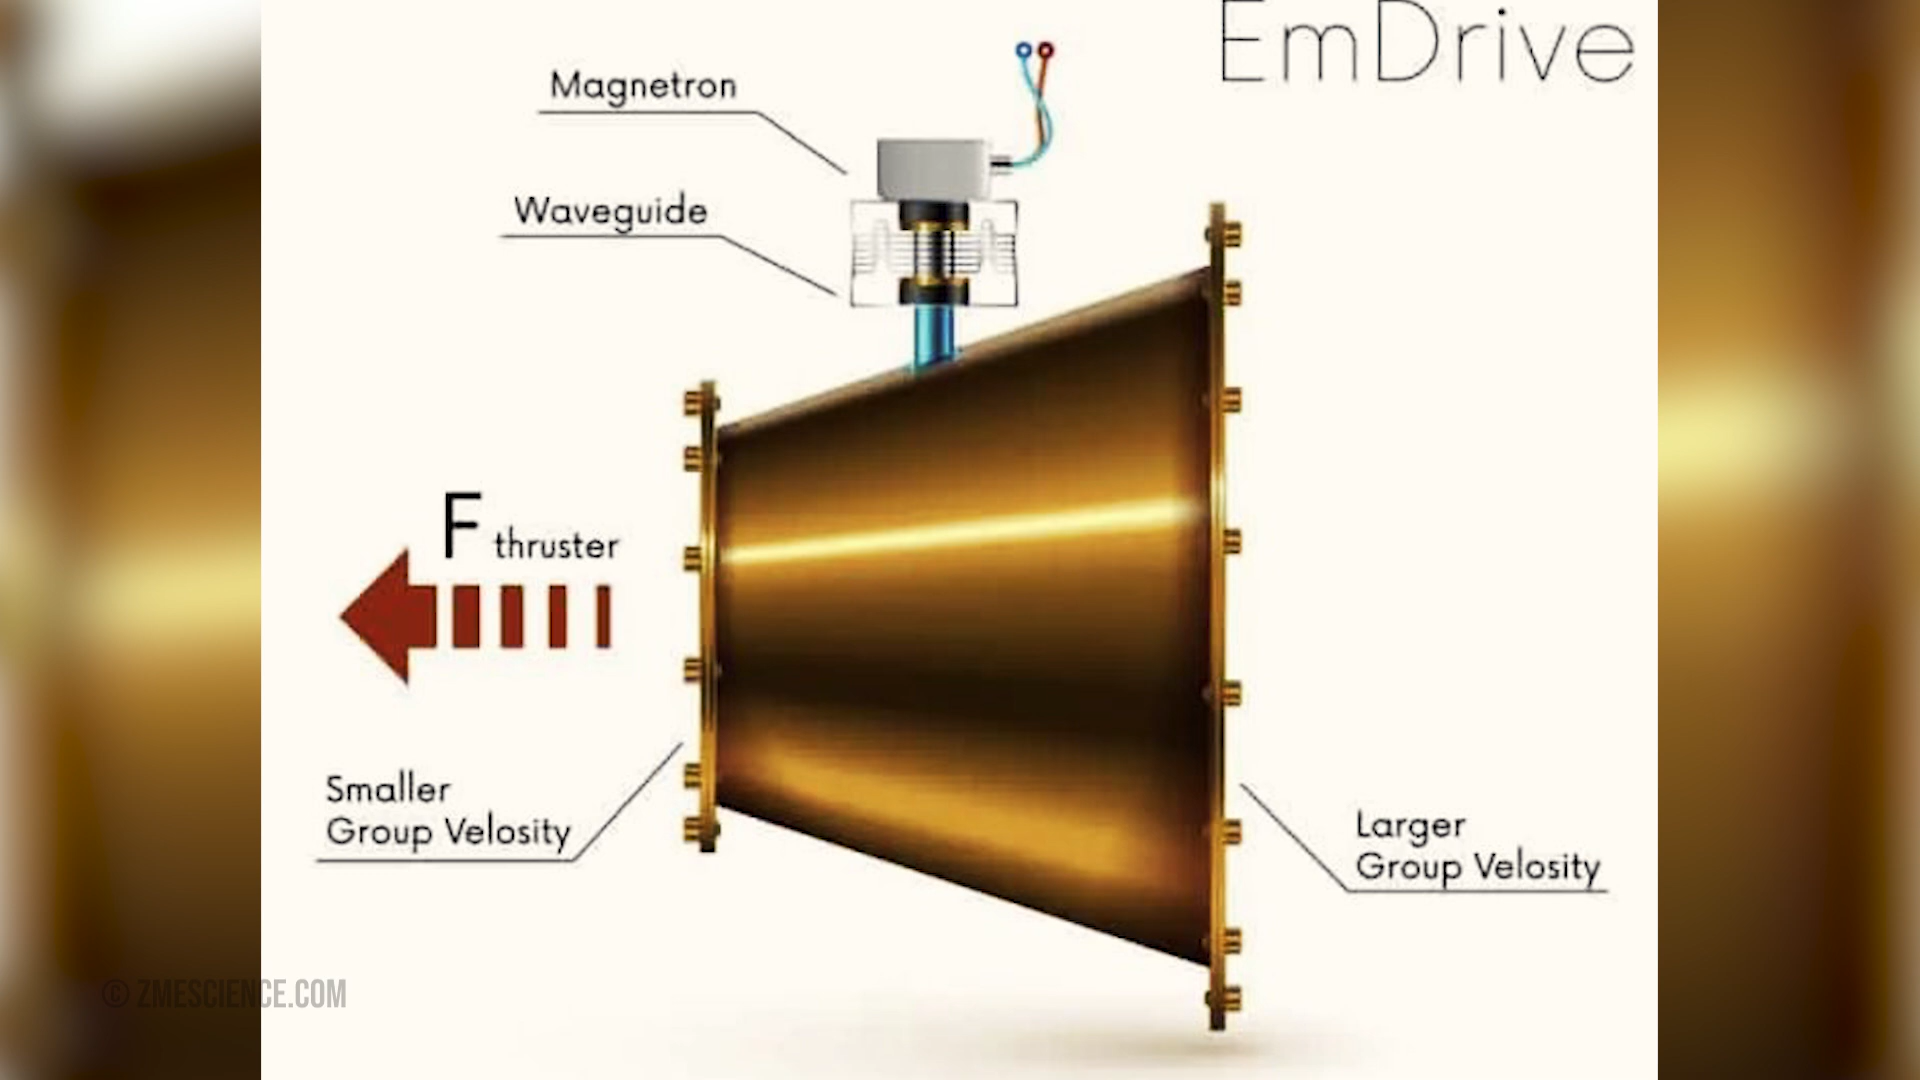 EmDrive
Magnetron
Waveguide
F thruster
Smaller
Group Velosity
Larger
Group Velosity
© ZMESCIENCE.COM